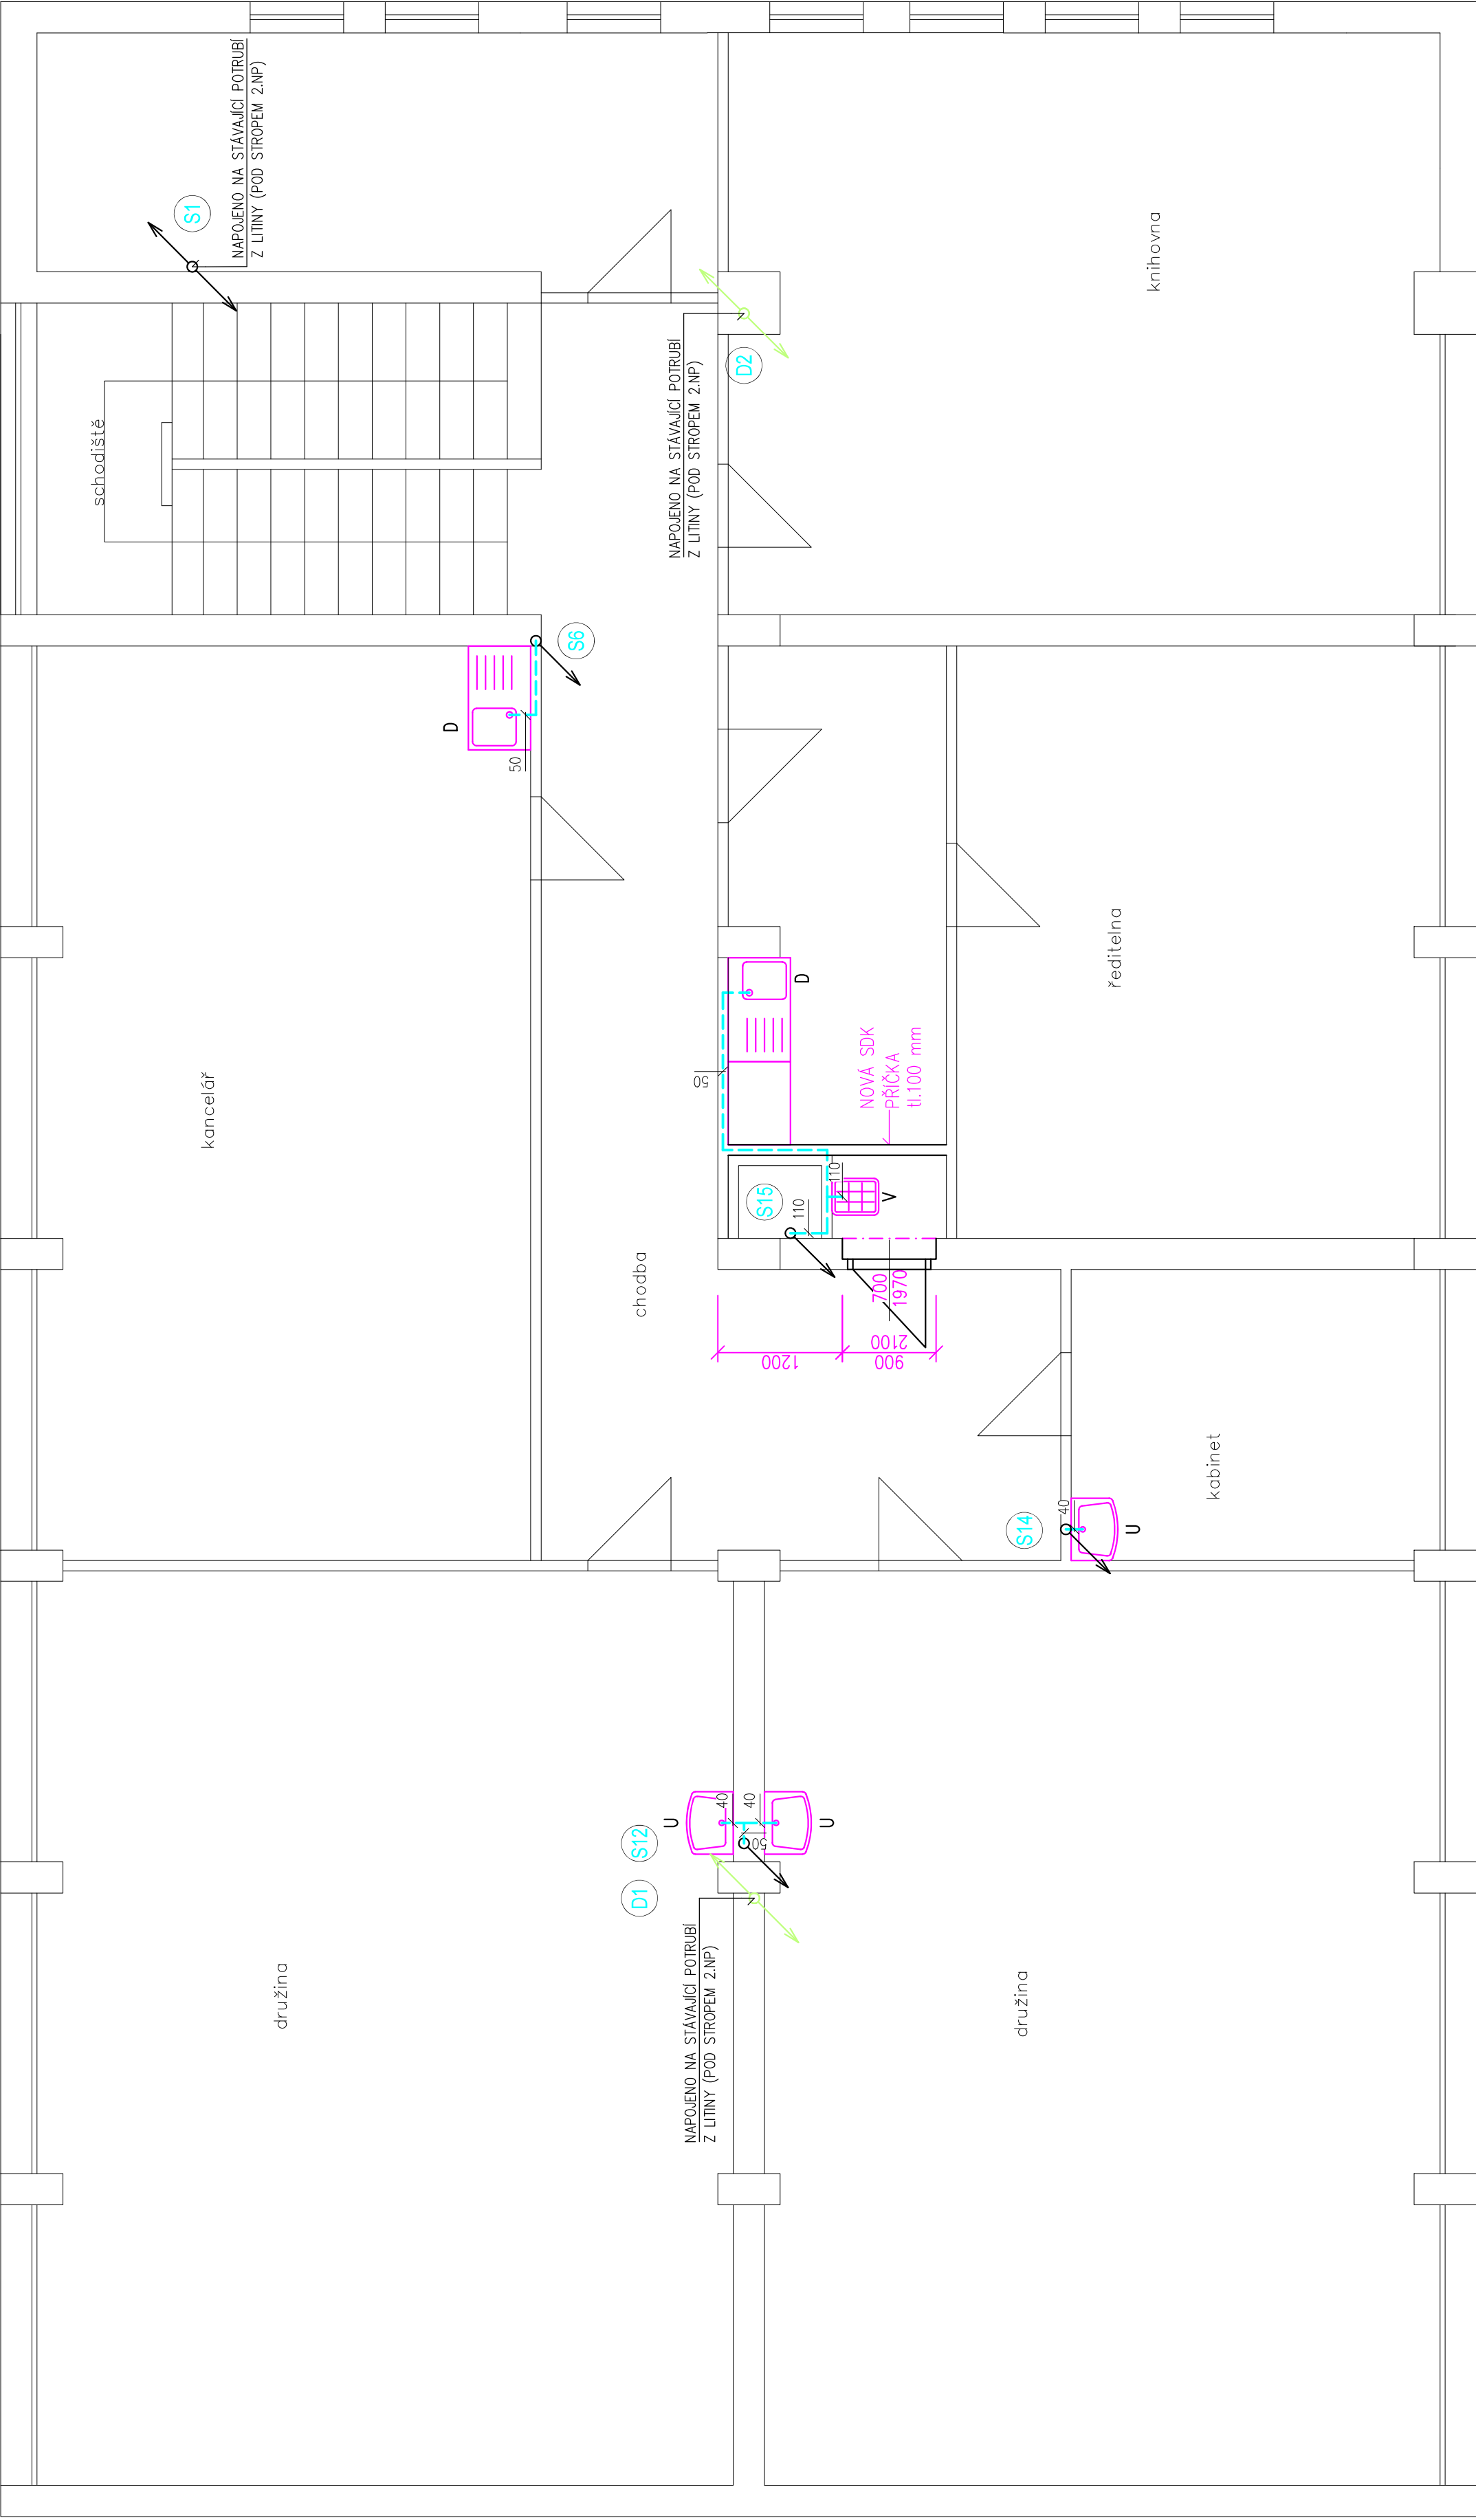 NAPOJENO NA STÁVAJÍCÍ POTRUBÍ
Z LITINY (POD STROPEM 2.NP)
S1
knihovna
schodiště
NAPOJENO NA STÁVAJÍCÍ POTRUBÍ
Z LITINY (POD STROPEM 2.NP)
D2
S6
D
50
ředitelna
D
kancelář
50
NOVÁ SDK
PŘÍČKA
tl.100 mm
S15
110
110
V
chodba
700
1970
1200
900
2100
kabinet
S14
40
U
U
40
40
50
U
S12
D1
NAPOJENO NA STÁVAJÍCÍ POTRUBÍ
Z LITINY (POD STROPEM 2.NP)
družina
družina